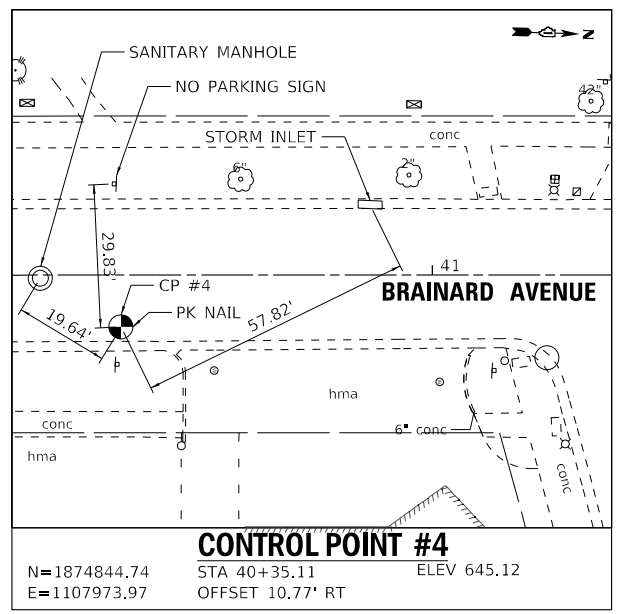 N
SANITARY MANHOLE
NO PARKING SIGN
42"
STORM INLET
conc
6"
2"
29.83'
41
CP #4
BRAINARD AVENUE
PK NAIL
57.82'
19.64'
hma
conc
6" conc
hma
conc
CONTROL POINT #4
N=1874844.74
STA 40+35.11
ELEV 645.12
E=1107973.97
OFFSET 10.77' RT